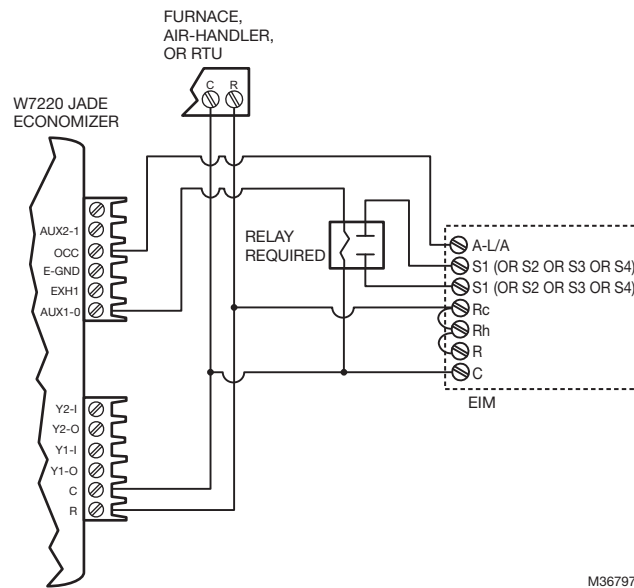 FURNACE,
AIR-HANDLER,
OR RTU
C R
W7220 JADE
ECONOMIZER
AUX2-1
OCC
E-GND
EXH1
AUX1-0
RELAY
REQUIRED
A-L/A
S1 (OR S2 OR S3 OR S4)
S1 (OR S2 OR S3 OR S4)
Rc
Rh
R
C
EIM
Y2-I
Y2-O
Y1-I
Y1-O
C
R
M36797